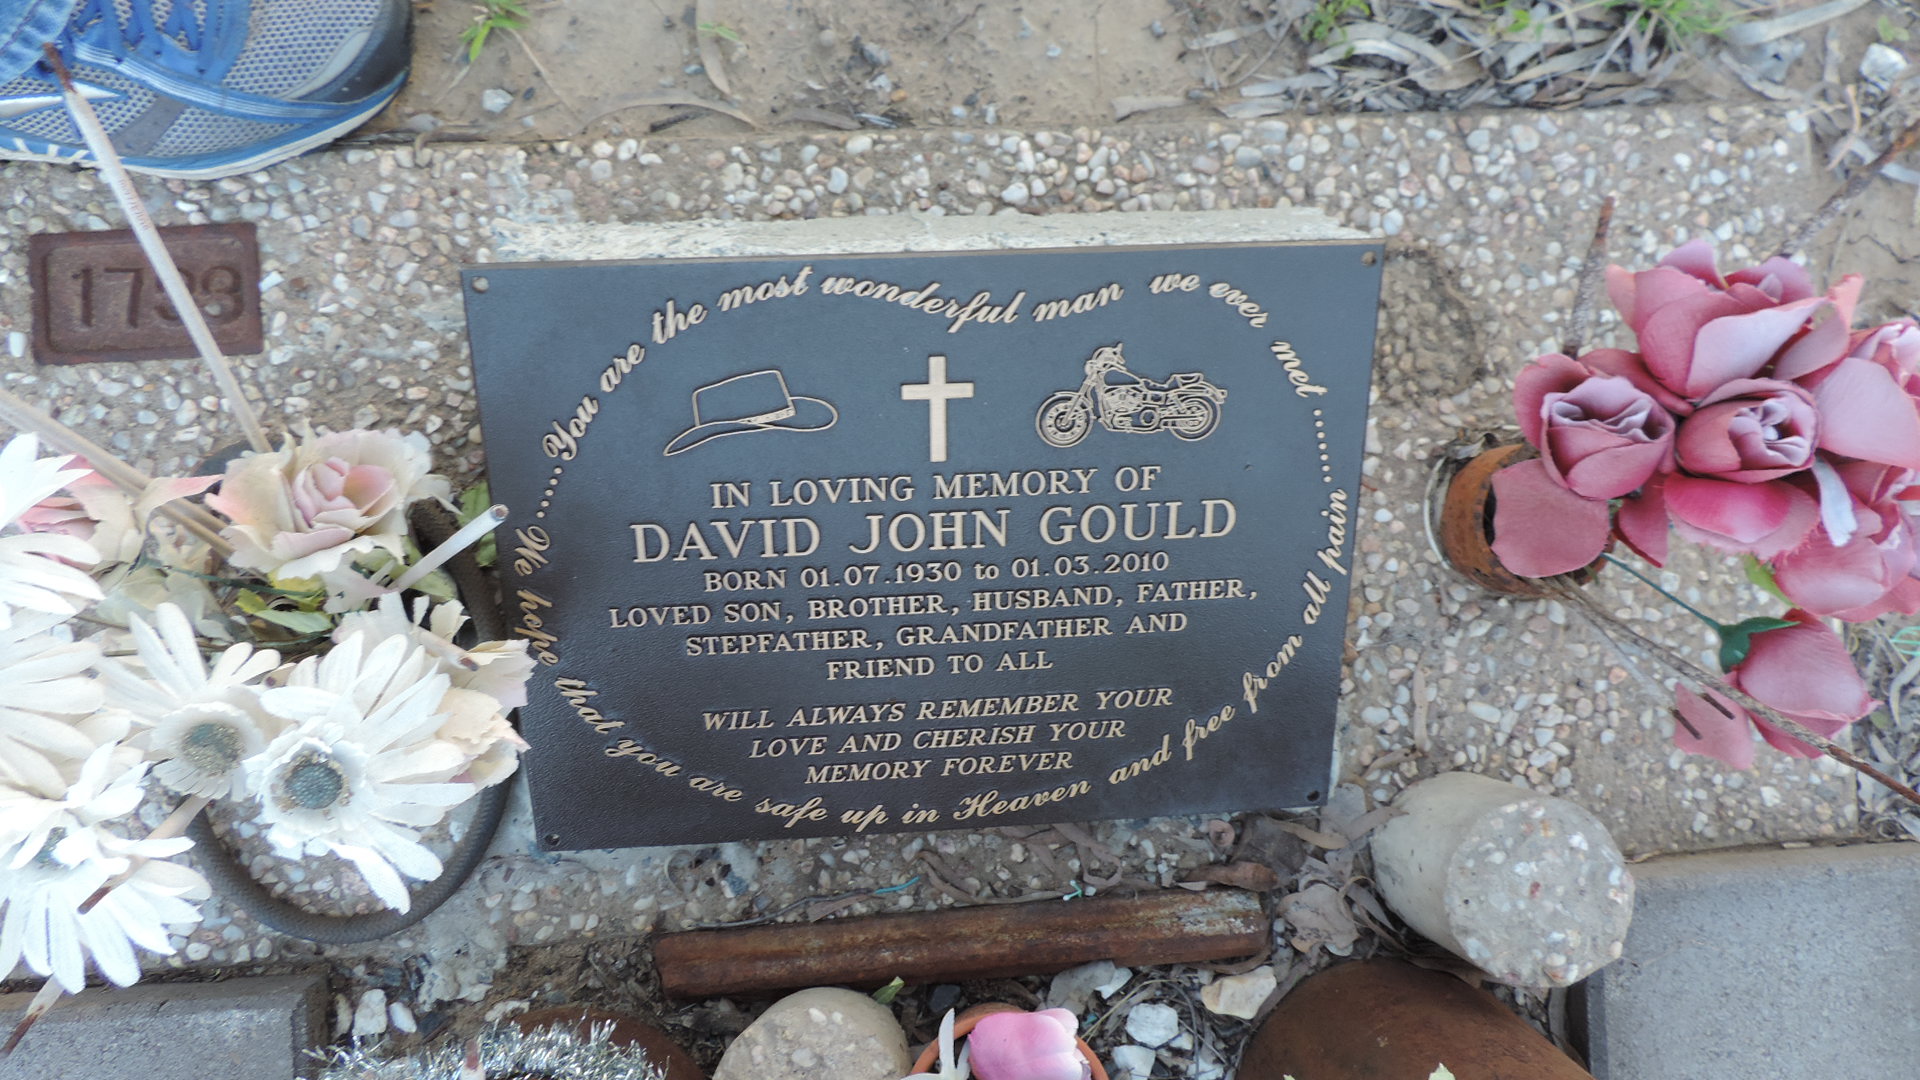 .....You are the most wonderful man we ever met.......
IN LOVING MEMORY OF
DAVID JOHN GOULD
BORN 01.07.1930 to 01.03.2010
LOVED SON, BROTHER, HUSBAND, FATHER,
STEPFATHER, GRANDFATHER AND
FRIEND TO ALL
WILL ALWAYS REMEMBER YOUR
LOVE AND CHERISH YOUR
MEMORY FOREVER
We hope that you are safe up in Heaven and free from all pain